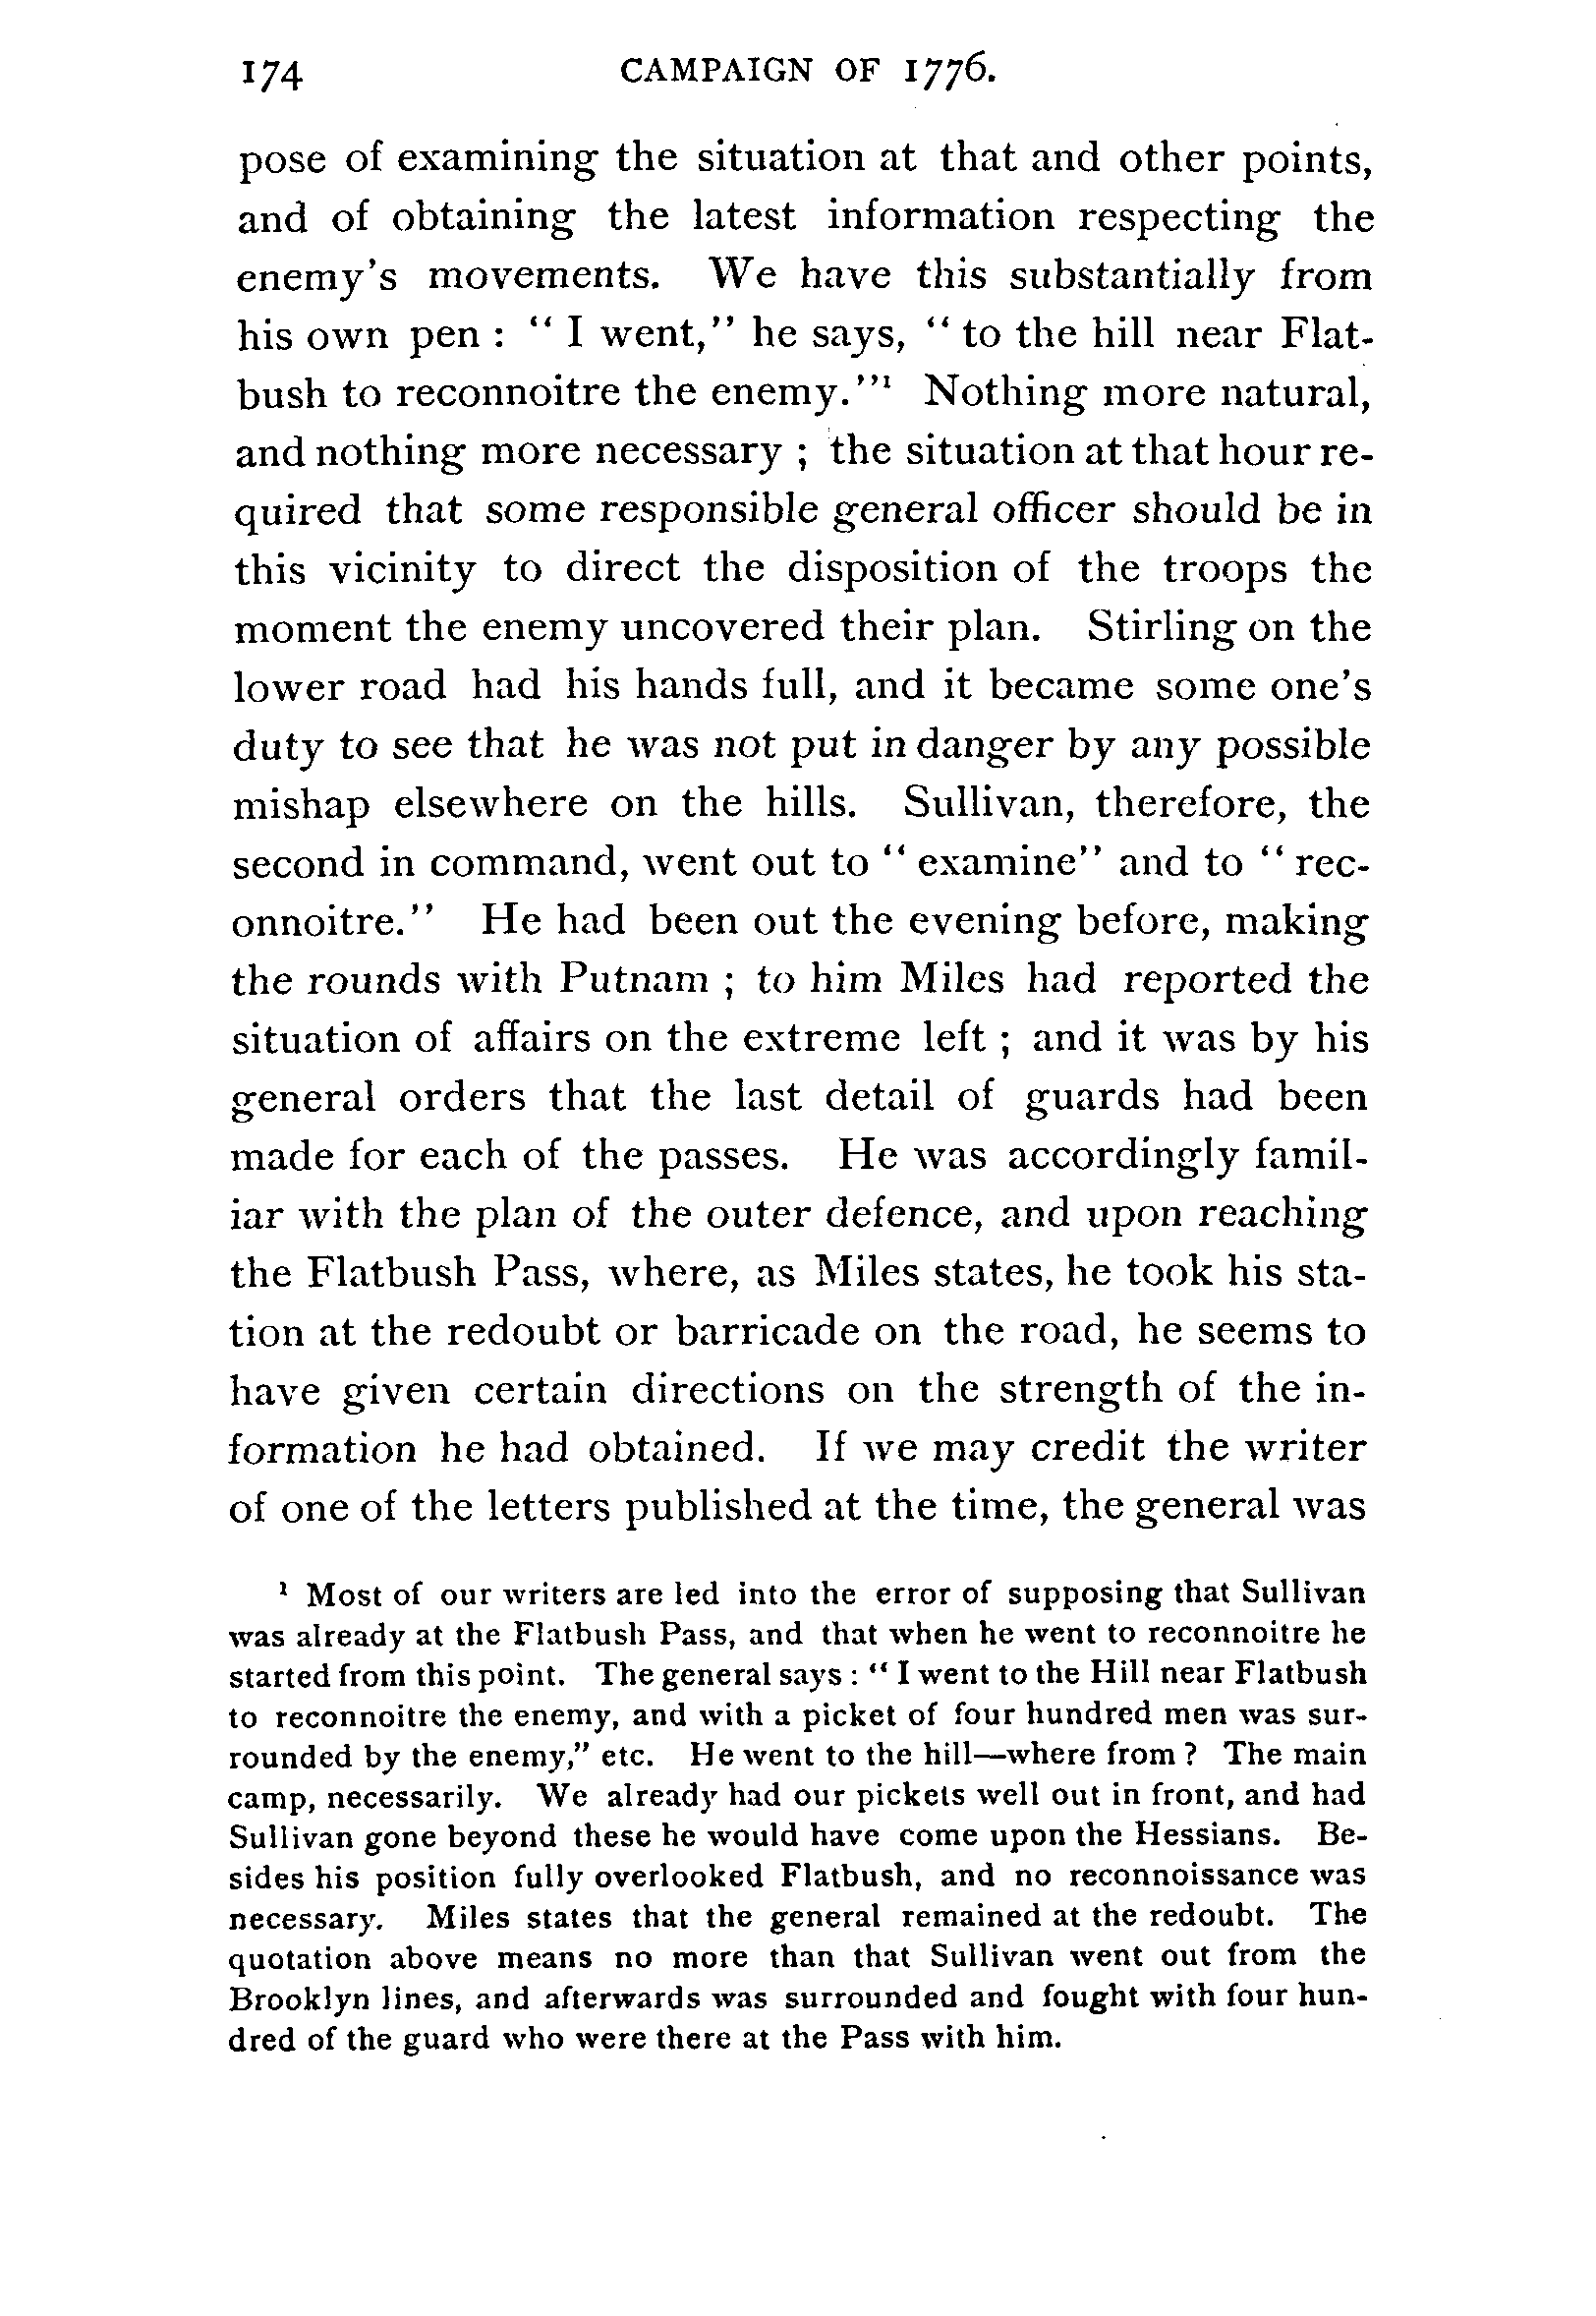 174 CAMPAIGN OF 1776.
pose of examining the situation at that and other points,
and of obtaining the latest information respecting the
enemy's movements. We have this substantially from
his own pen : " I went," he says, " to the hill near Flat-
bush to reconnoitre the enemy.'"¹ Nothing more natural,
and nothing more necessary ; the situation at that hour re-
quired that some responsible general officer should be in
this vicinity to direct the disposition of the troops the
moment the enemy uncovered their plan. Stirling on the
lower road had his hands full, and it became some one's
duty to see that he was not put in danger by any possible
mishap elsewhere on the hills. Sullivan, therefore, the
second in command, went out to " examine" and to " rec-
onnoitre." He had been out the evening before, making
the rounds with Putnam ; to him Miles had reported the
situation of affairs on the extreme left ; and it was by his
general orders that the last detail of guards had been
made for each of the passes. He was accordingly famil-
iar with the plan of the outer defence, and upon reaching
the Flatbush Pass, where, as Miles states, he took his sta-
tion at the redoubt or barricade on the road, he seems to
have given certain directions on the strength of the in-
formation he had obtained. If we may credit the writer
of one of the letters published at the time, the general was
¹ Most of our writers are led into the error of supposing that Sullivan
was already at the Flatbush Pass, and that when he went to reconnoitre he
started from this point. The general says : " I went to the Hill near Flatbush
to reconnoitre the enemy, and with a picket of four hundred men was sur-
rounded by the enemy," etc. He went to the hill—where from ? The main
camp, necessarily. We already had our pickets well out in front, and had
Sullivan gone beyond these he would have come upon the Hessians. Be-
sides his position fully overlooked Flatbush, and no reconnoissance was
necessary. Miles states that the general remained at the redoubt. The
quotation above means no more than that Sullivan went out from the
Brooklyn lines, and afterwards was surrounded and fought with four hun-
dred of the guard who were there at the Pass with him.